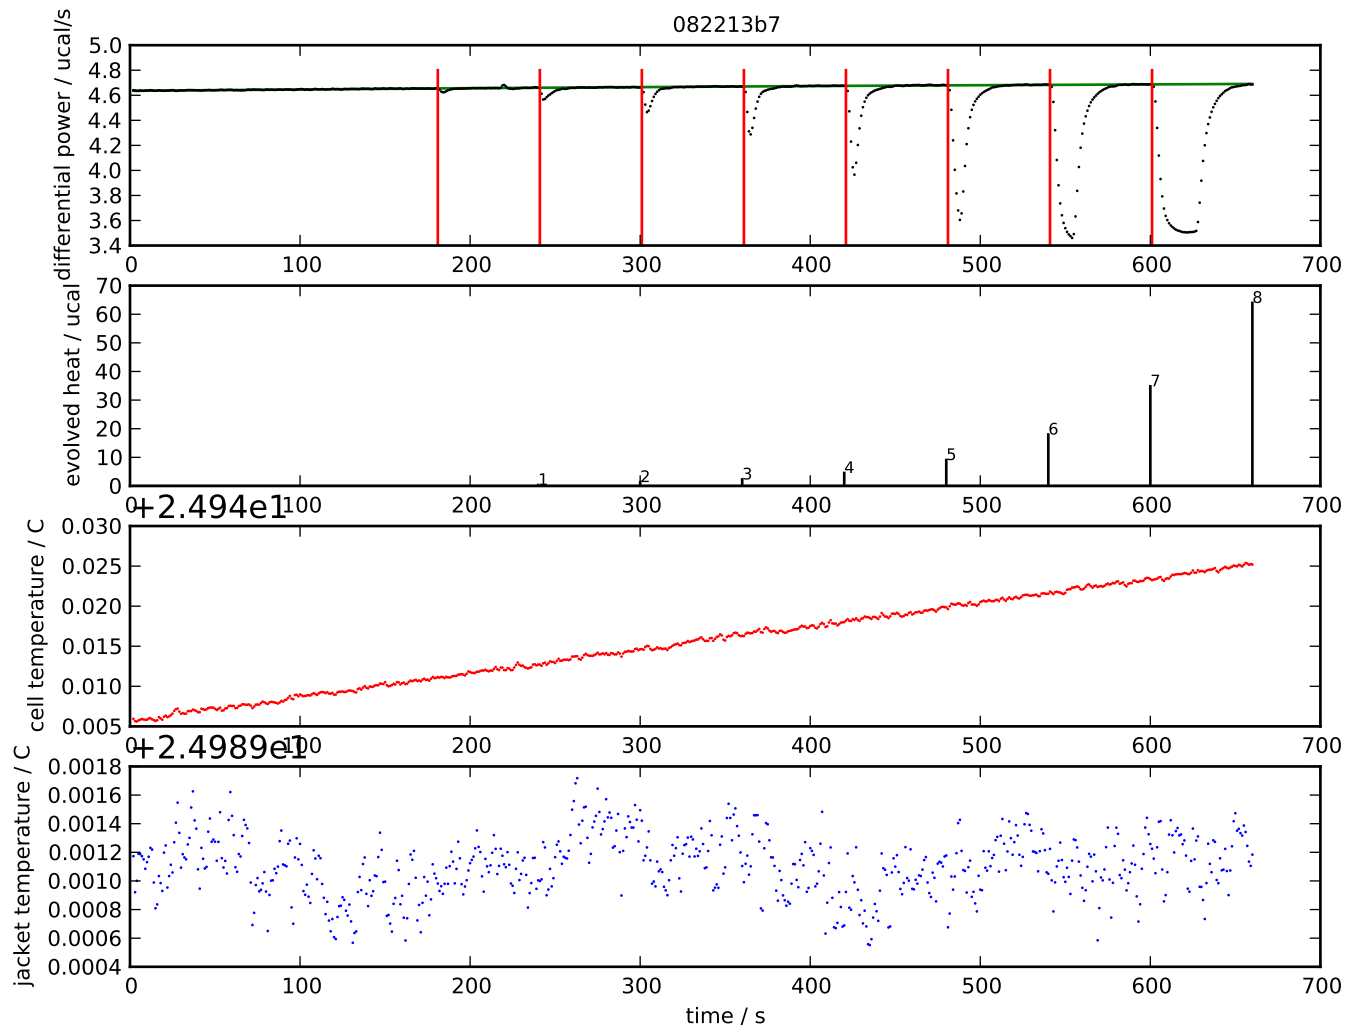 082213b7
differential power / ucal/s
5.0
4.8
4.6
4.4
4.2
4.0
3.8
3.6
3.4
0 100 200 300 400 500 600 700
evolved heat / ucal
70
60
50
40
30
20
10
0
1 2 3 4 5 6 7 8
0 100 200 300 400 500 600 700
+2.494e1
cell temperature / C
0.030
0.025
0.020
0.015
0.010
0.005
0 100 200 300 400 500 600 700
+2.4989e1
jacket temperature / C
0.0018
0.0016
0.0014
0.0012
0.0010
0.0008
0.0006
0.0004
0 100 200 300 400 500 600 700
time / s